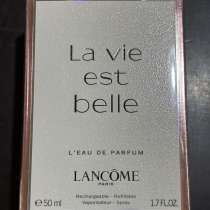 La vie
est
belle
L'EAU DE PARFUM
LANCÔME
PARIS
Rechargeable - Refillable
Vaporisateur - Spray
e 50 ml 1.7 FL.OZ.